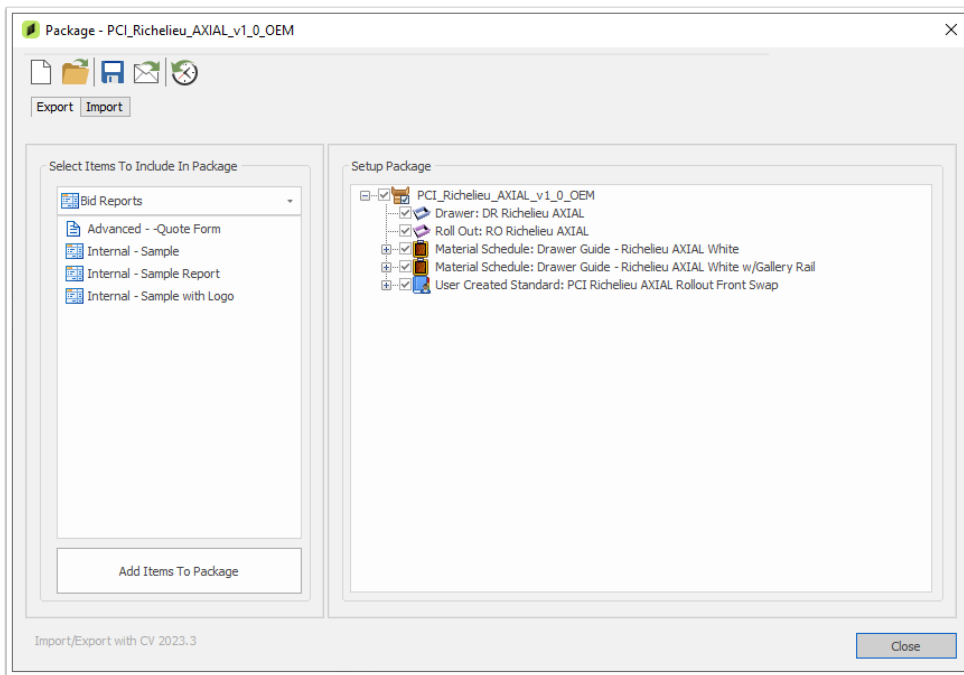 Package - PCI_Richelieu_AXIAL_v1_0_OEM
Export Import
Select Items To Include In Package
Bid Reports
Advanced - -Quote Form
Internal - Sample
Internal - Sample Report
Internal - Sample with Logo
Add Items To Package
Setup Package
PCI_Richelieu_AXIAL_v1_0_OEM
Drawer: DR Richelieu AXIAL
Roll Out: RO Richelieu AXIAL
Material Schedule: Drawer Guide - Richelieu AXIAL White
Material Schedule: Drawer Guide - Richelieu AXIAL White w/Gallery Rail
User Created Standard: PCI Richelieu AXIAL Rollout Front Swap
Import/Export with CV 2023.3
Close